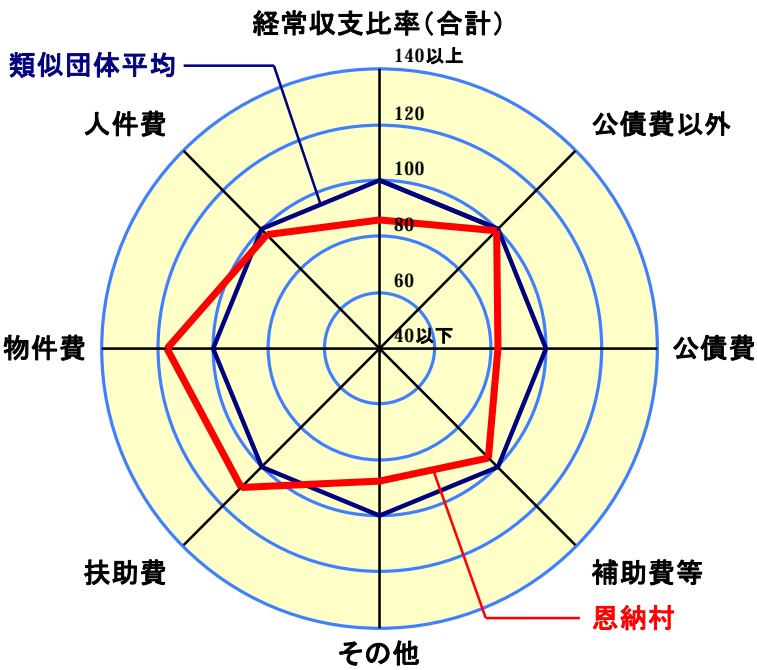 経常収支比率(合計)
140以上
類似団体平均
120
人件費
公債費以外
100
80
60
40以下
物件費
公債費
扶助費
補助費等
恩納村
その他